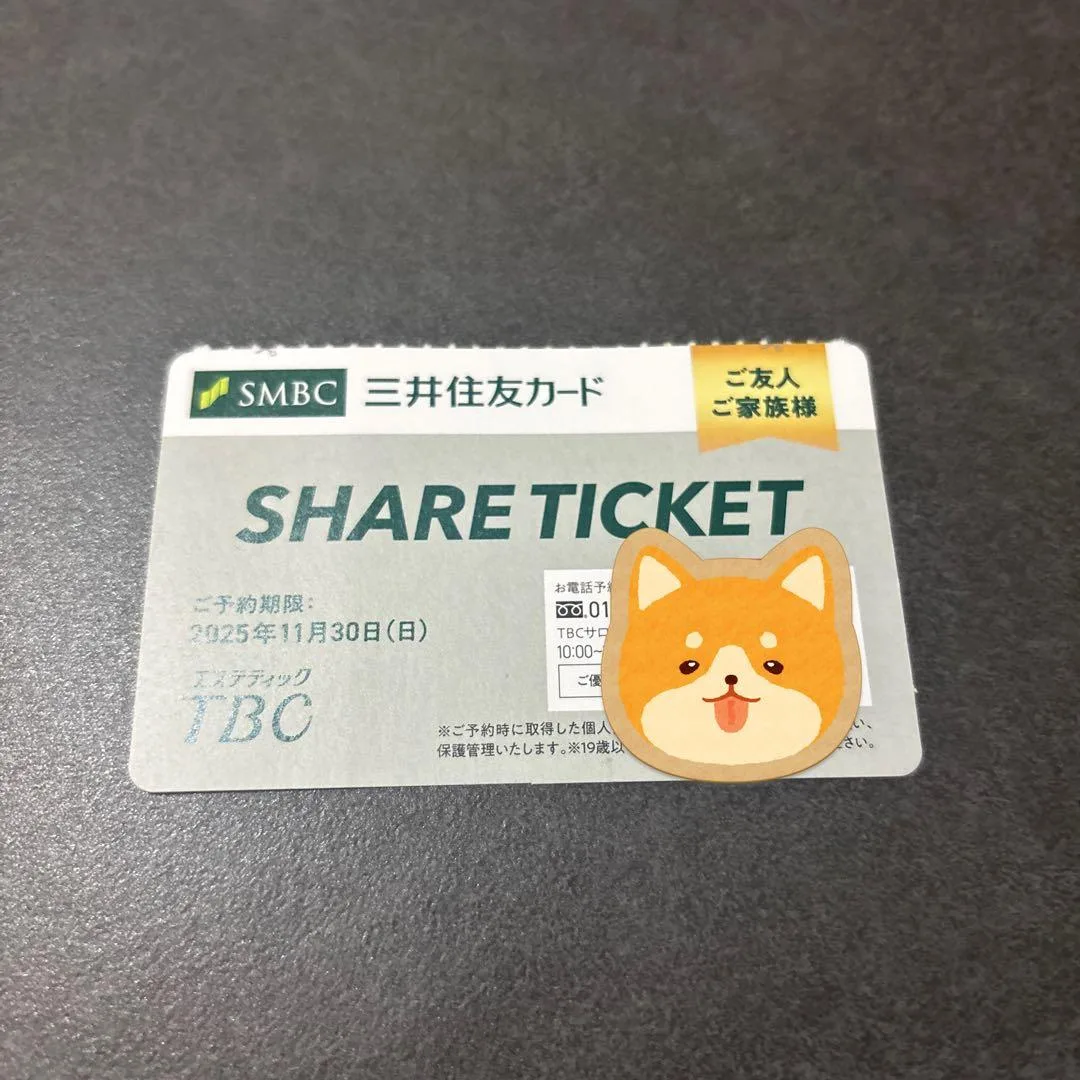 SMBC 三井住友カード
ご友人
ご家族様
SHARE TICKET
ご予約期限:
2025年11月30日(日)
エステティック
TBC
お電話予
01
TBCサロ
10:00~
ご優
※ご予約時に取得した個人 い、
保護管理いたします。※19歳以 さい。